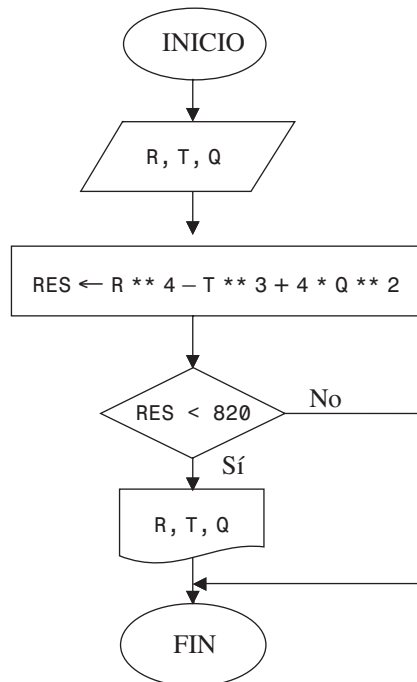 INICIO
R, T, Q
RES ← R ** 4 – T ** 3 + 4 * Q ** 2
RES < 820
No
Sí
R, T, Q
FIN